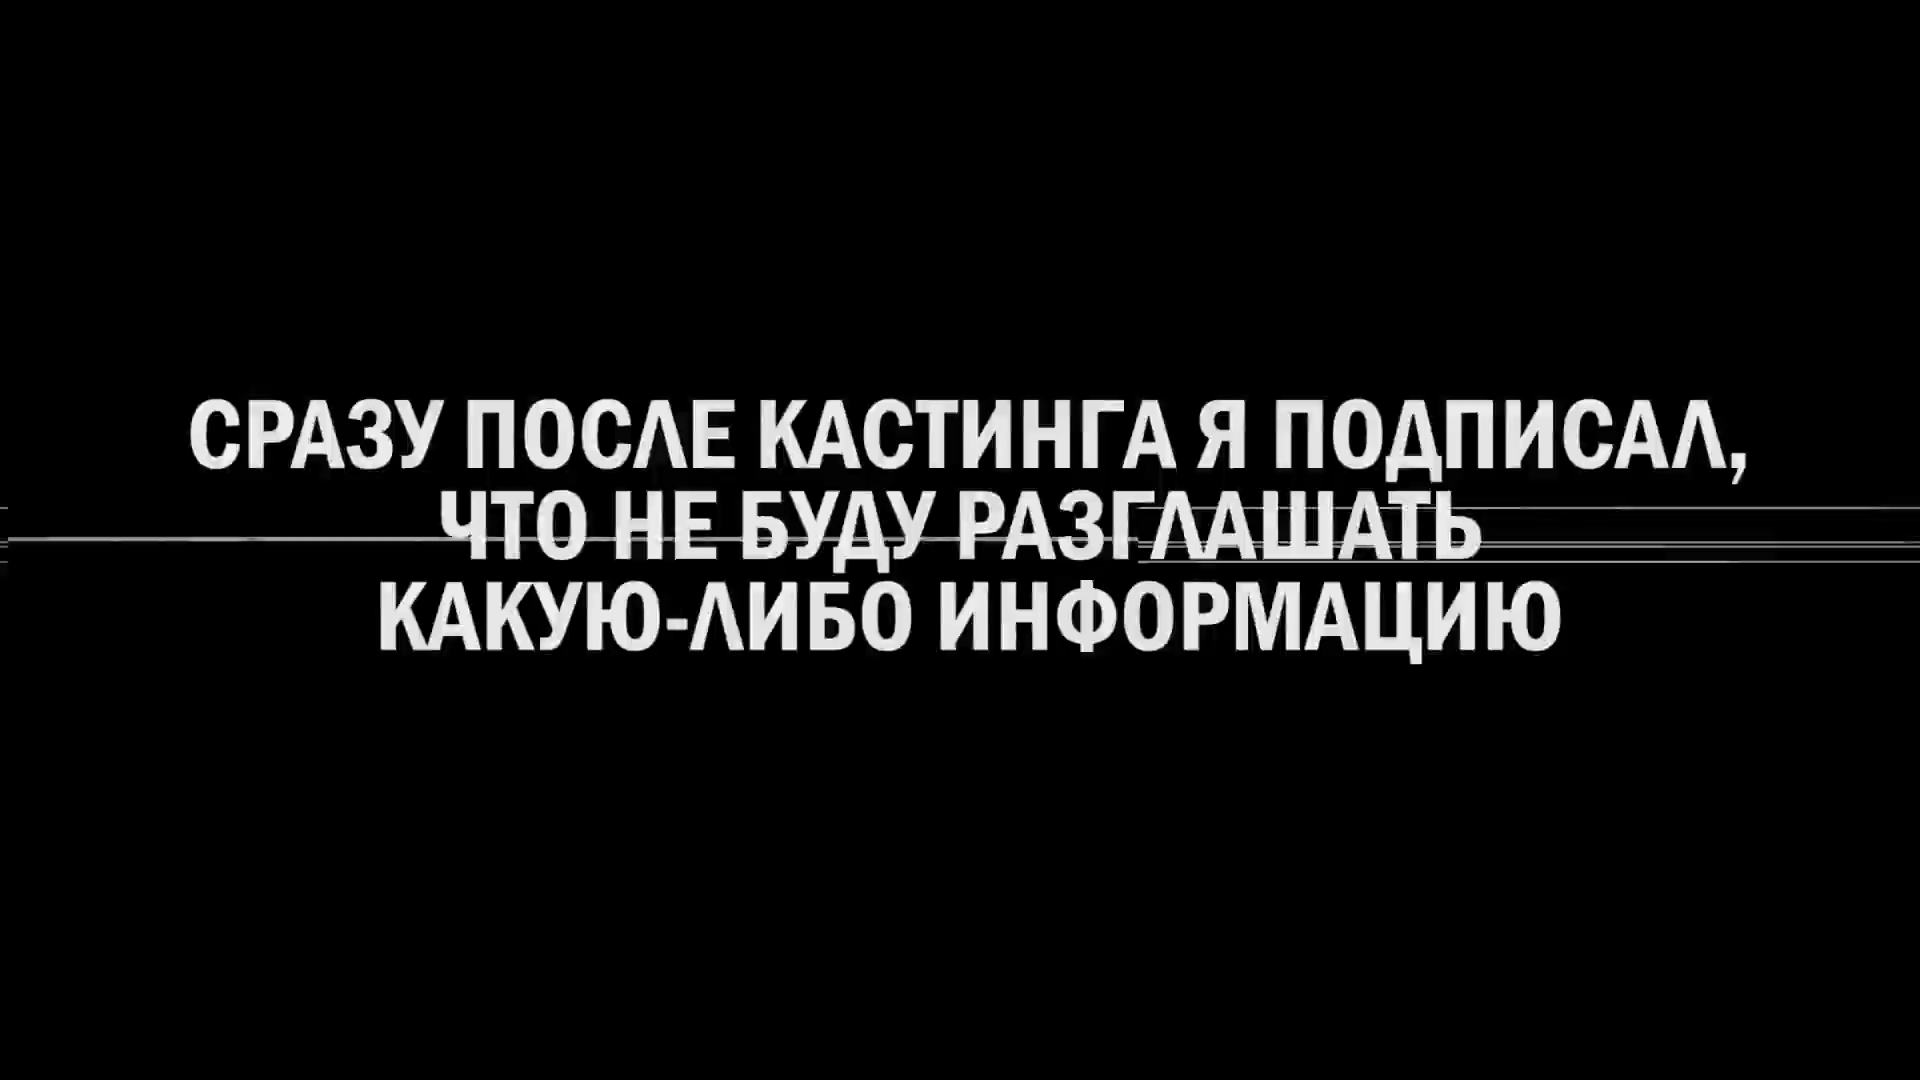 СРАЗУ ПОСЛЕ КАСТИНГА Я ПОДПИСАЛ,
ЧТО НЕ БУДУ РАЗГЛАШАТЬ
КАКУЮ-ЛИБО ИНФОРМАЦИЮ